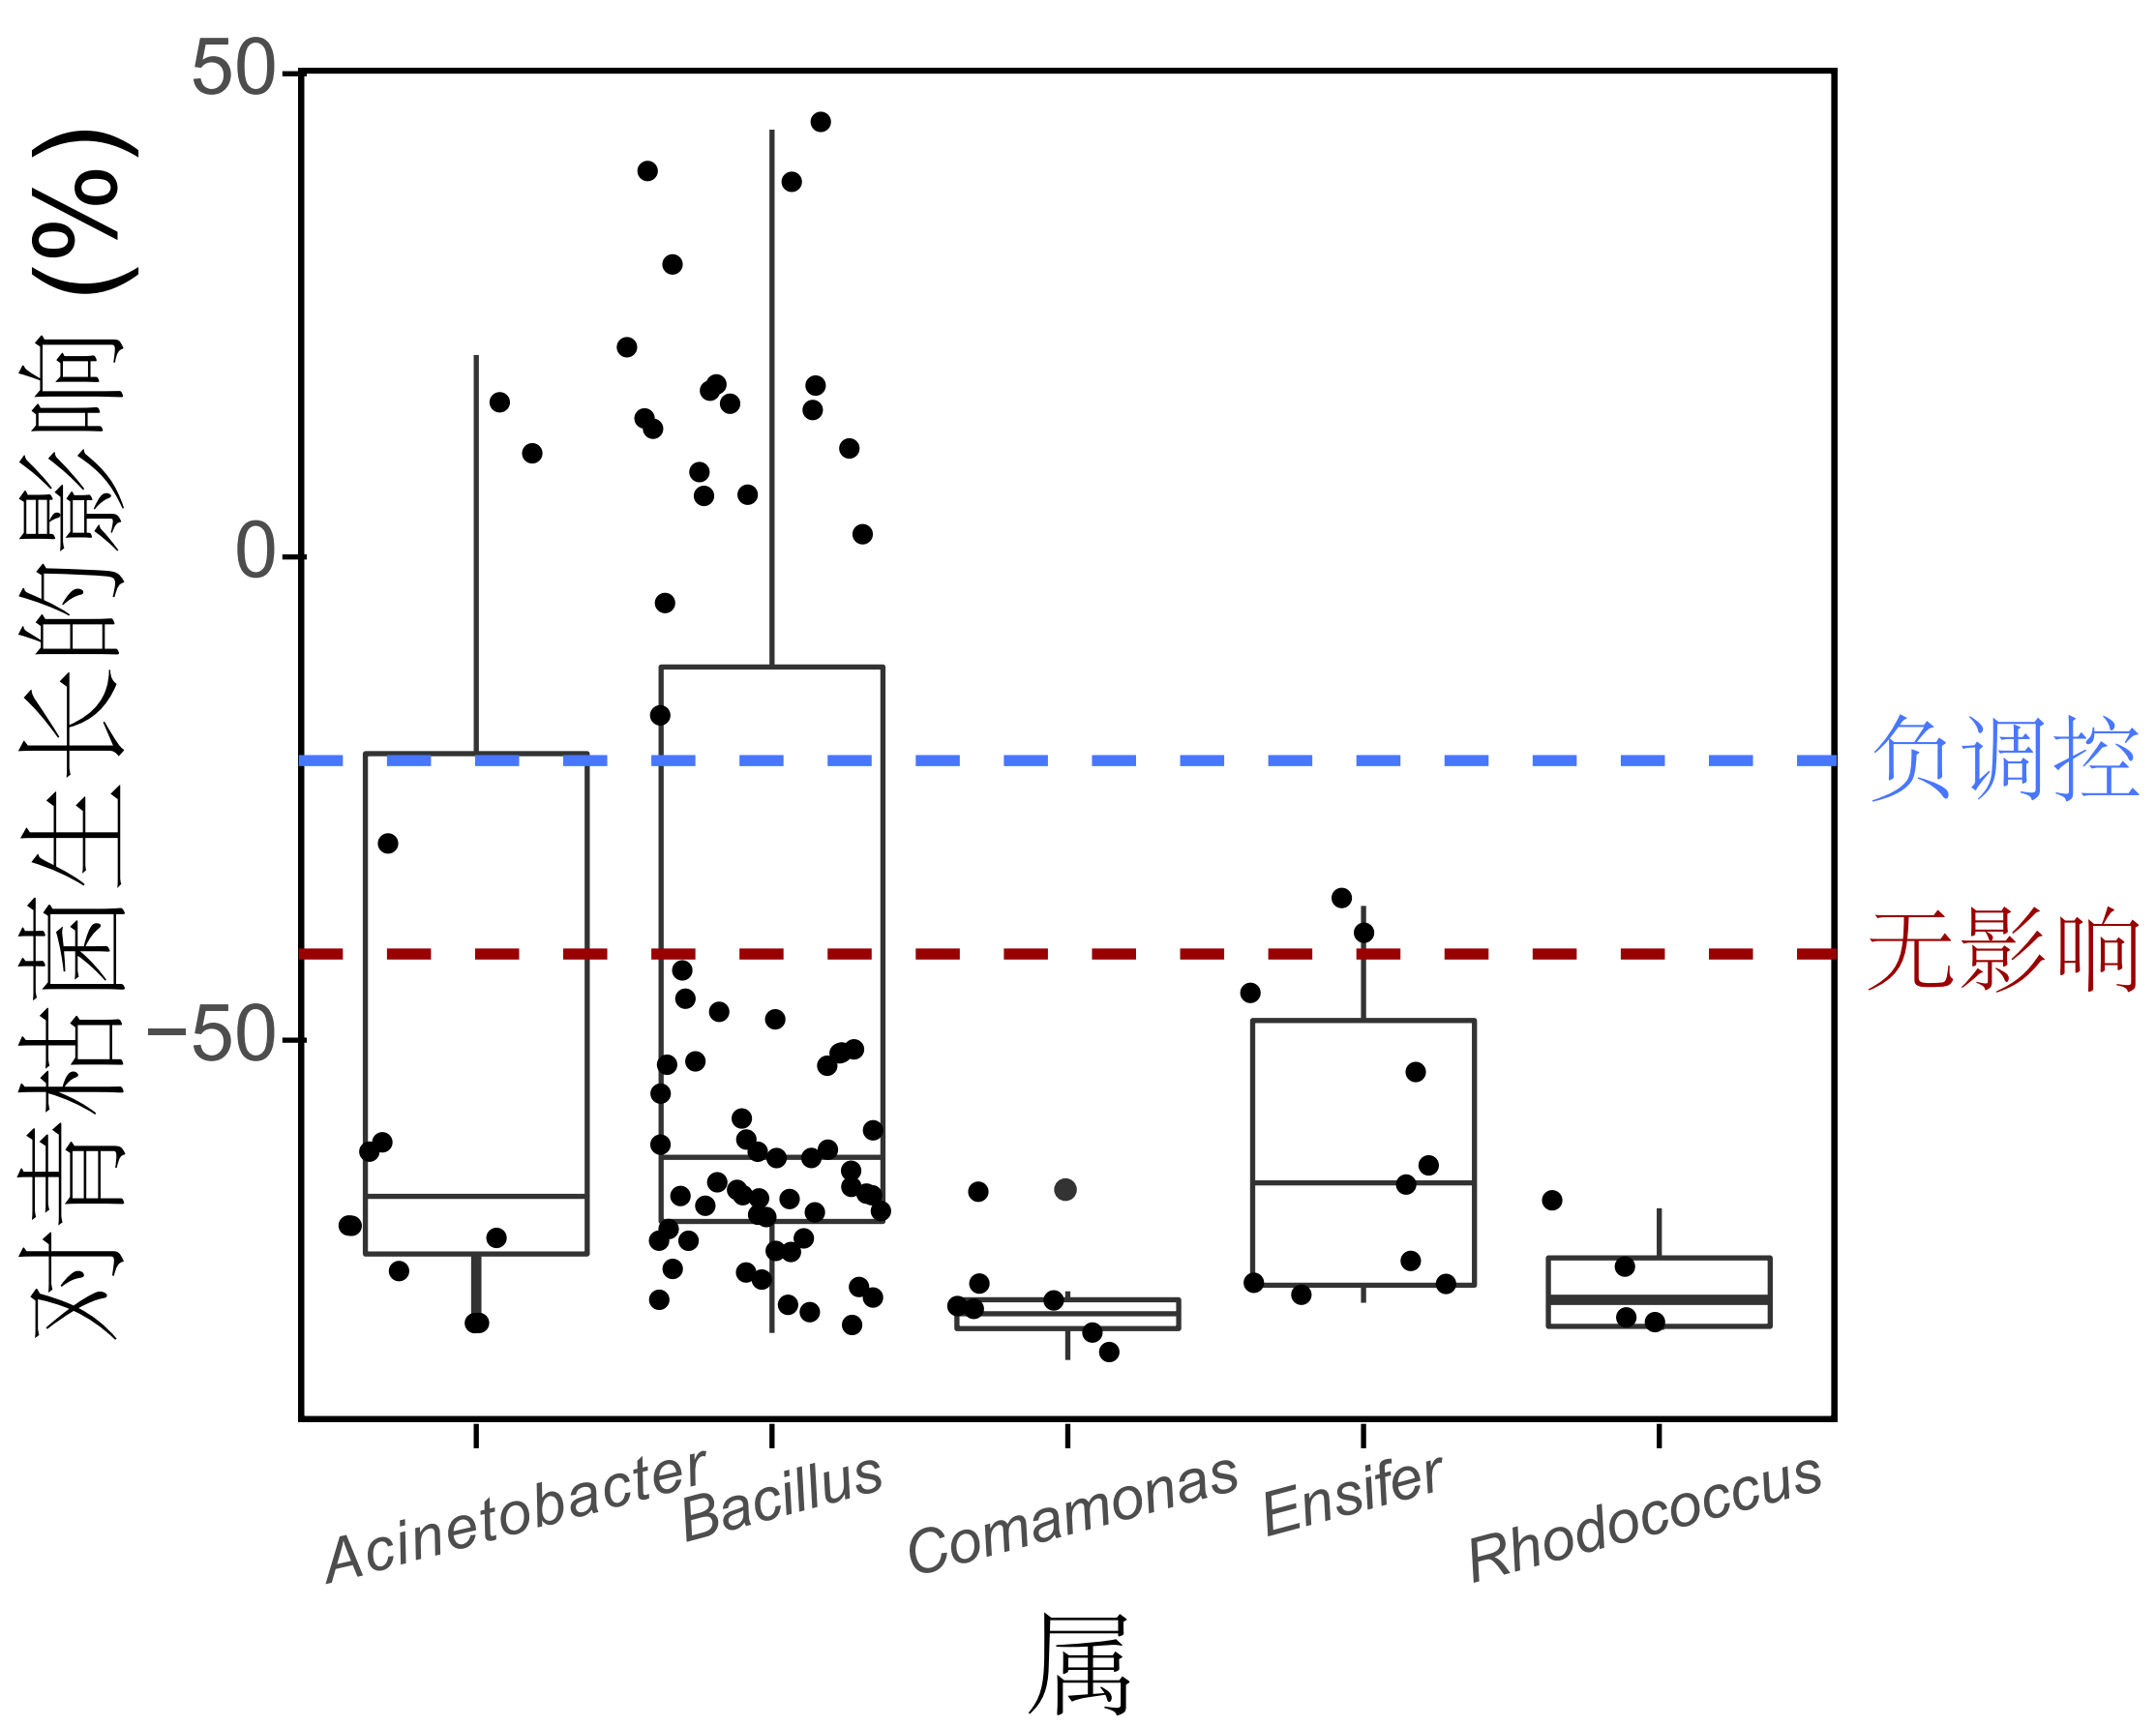 对青枯菌生长的影响 (%)
50
0
−50
负调控
无影响
Acinetobacter
Bacillus
Comamonas
Ensifer
Rhodococcus
属